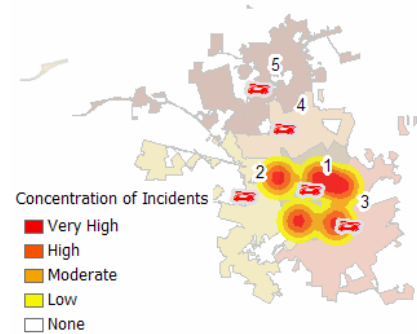 5
4
1
2
3
Concentration of Incidents
Very High
High
Moderate
Low
None